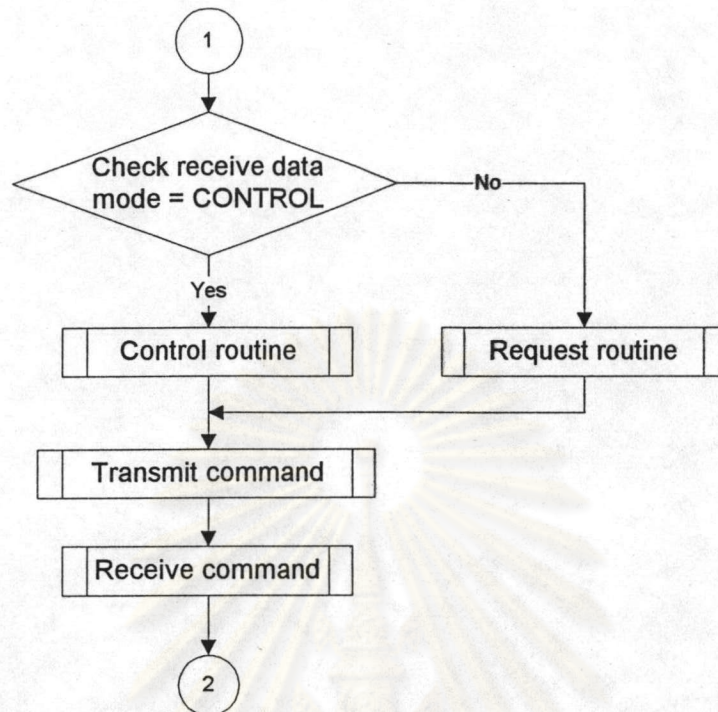 1
Check receive data
mode = CONTROL
No
Yes
Control routine
Request routine
Transmit command
Receive command
2